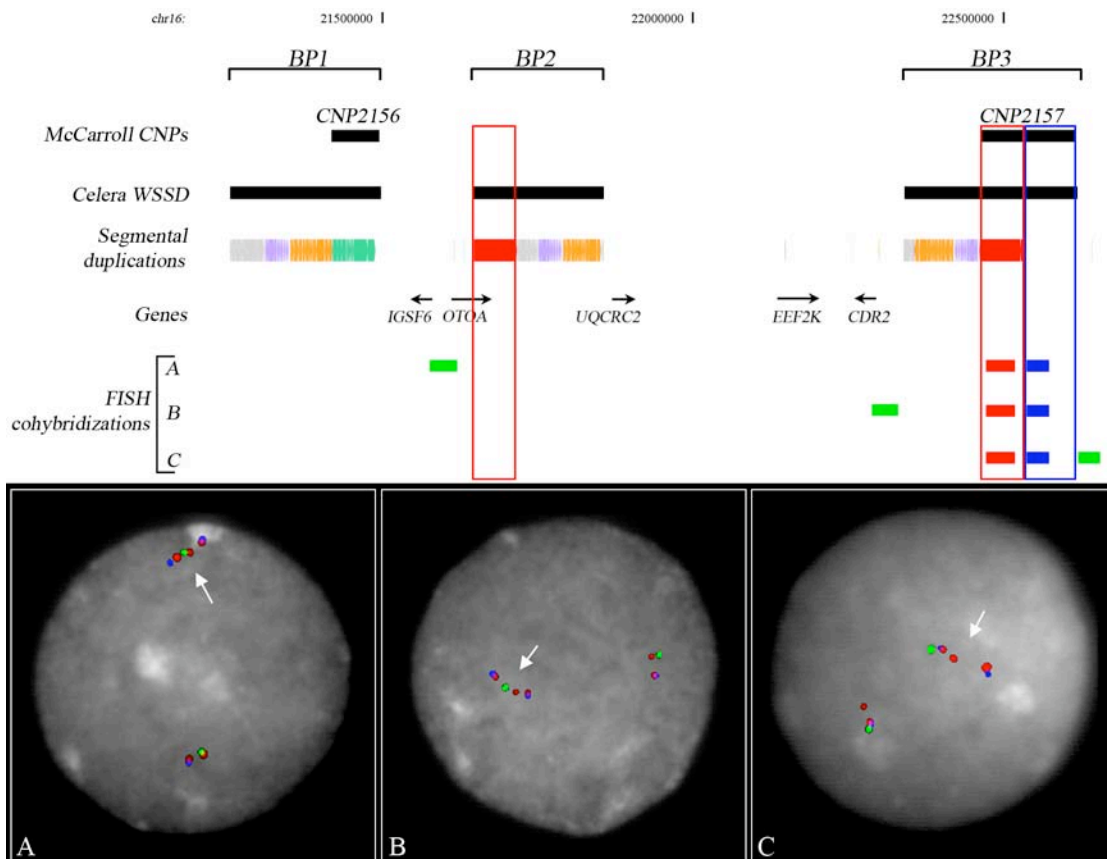 chr16: 21500000 22000000 22500000
BP1 BP2 BP3
CNP2156 CNP2157
McCarroll CNPs
Celera WSSD
Segmental
duplications
Genes
IGSF6 OTOA UQCRC2 EEF2K CDR2
FISH
cohybridizations
A
B
C
A B C